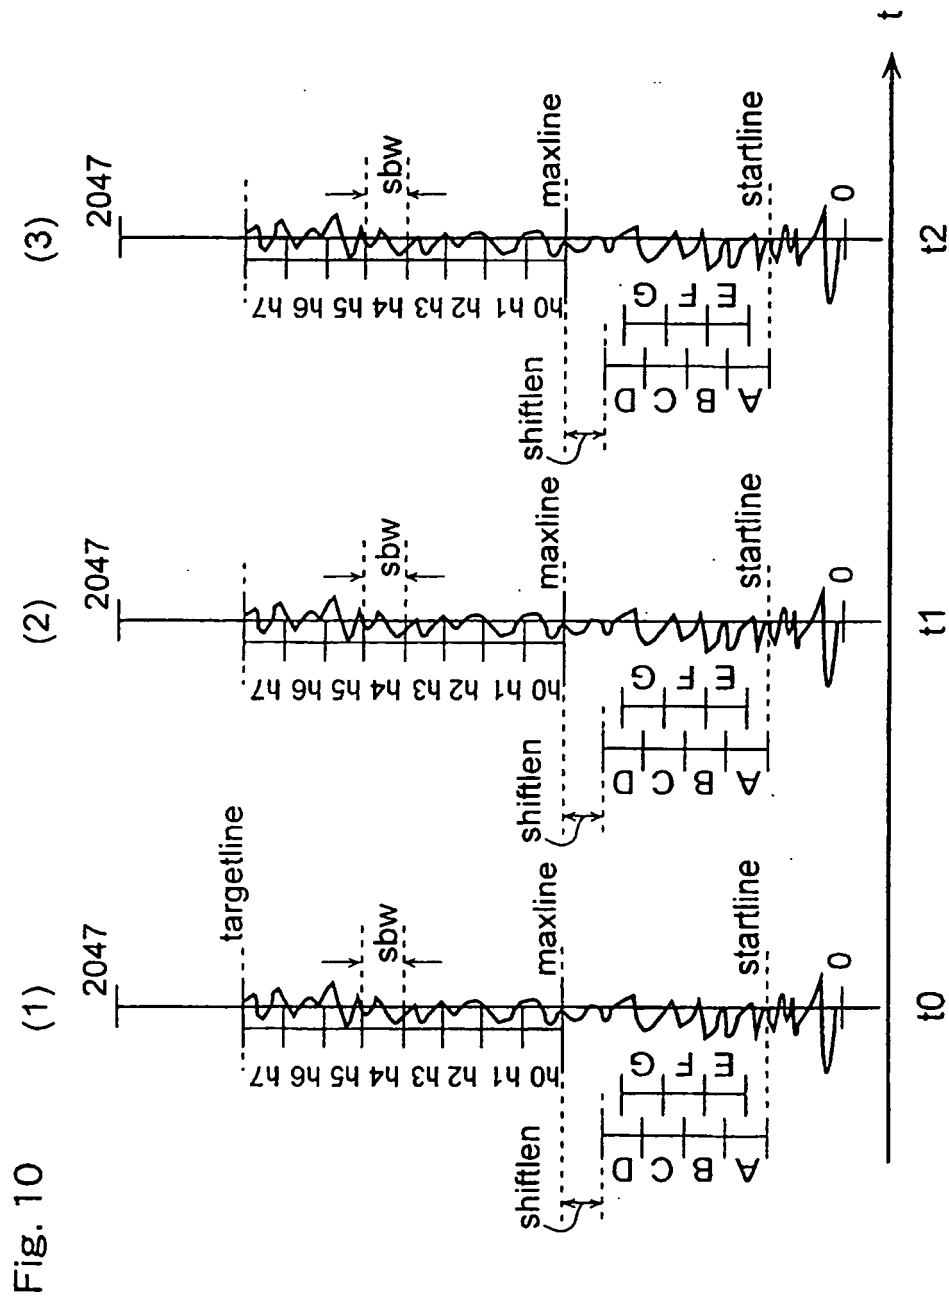 Fig. 10
(1)
2047
targetline
sbw
h0 h1 h2 h3 h4 h5 h6 h7
maxline
shiftlen
A B C D
E F G
startline
0
t0
(2)
2047
sbw
h0 h1 h2 h3 h4 h5 h6 h7
maxline
shiftlen
A B C D
E F G
startline
0
t1
(3)
2047
sbw
h0 h1 h2 h3 h4 h5 h6 h7
maxline
shiftlen
A B C D
E F G
startline
0
t2
t